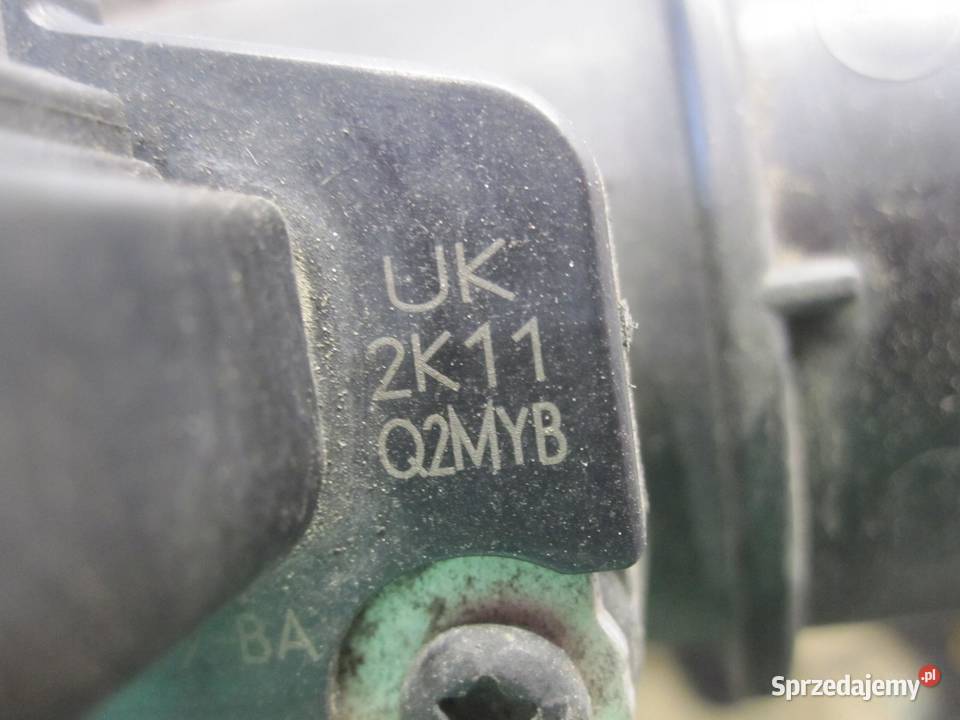 UK
2K11
Q2MYB
BA
Sprzedajemy.pl